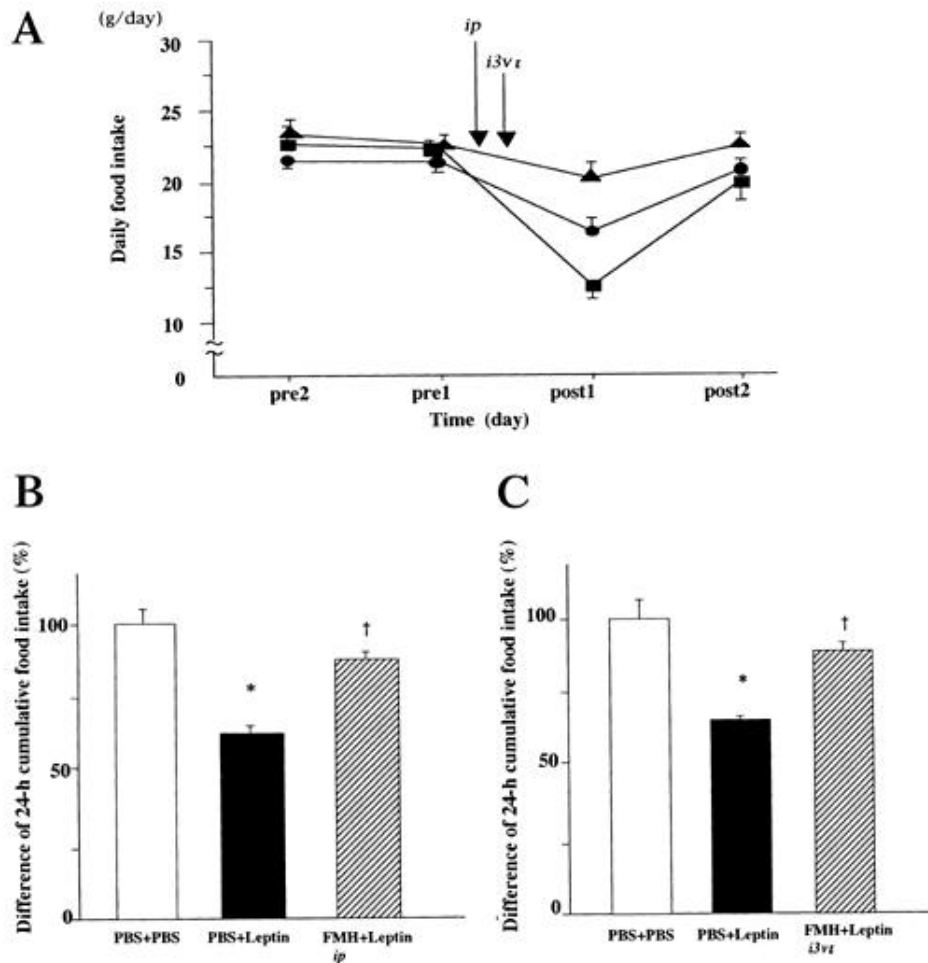 A
(g/day)
ip
i3vt
30
25
20
15
10
0
Daily food intake
pre2
pre1
post1
post2
Time (day)
B
Difference of 24-h cumulative food intake (%)
100
50
0
*
†
PBS+PBS
PBS+Leptin
FMH+Leptin
ip
C
Difference of 24-h cumulative food intake (%)
100
50
0
*
†
PBS+PBS
PBS+Leptin
FMH+Leptin
i3vt